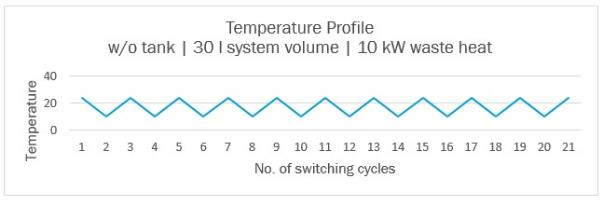 Temperature Profile
w/o tank | 30 l system volume | 10 kW waste heat
Temperature
40
20
0
1 2 3 4 5 6 7 8 9 10 11 12 13 14 15 16 17 18 19 20 21
No. of switching cycles